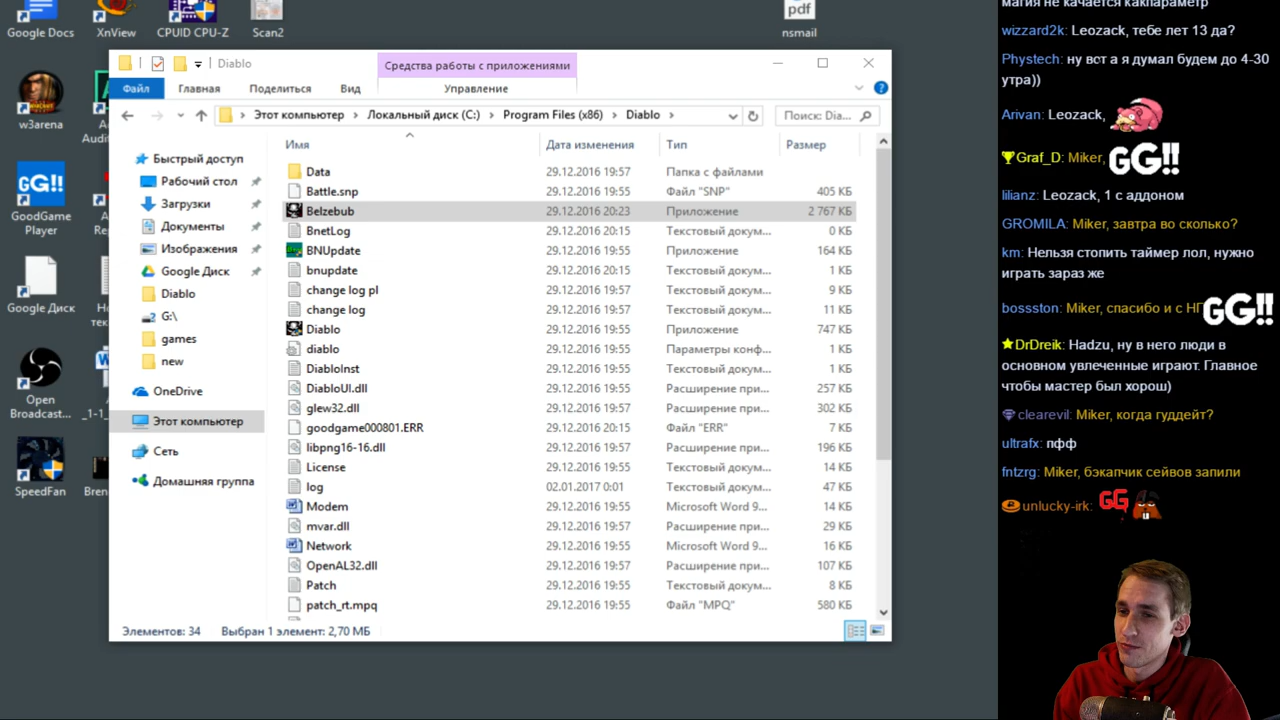 Google Docs
XnView
CPUID CPU-Z
Scan2
pdf
nsmail
w3arena
GG!!
GoodGame
Player
Google Диск
Open
Broadcast...
SpeedFan
Diablo
Средства работы с приложениями
Файл
Главная
Поделиться
Вид
Управление
Этот компьютер
Локальный диск (C:)
Program Files (x86)
Diablo
Поиск: Dia...
Имя
Дата изменения
Тип
Размер
Быстрый доступ
Рабочий стол
Загрузки
Документы
Изображения
Google Диск
Diablo
G:\
games
new
OneDrive
Этот компьютер
Сеть
Домашняя группа
Data 29.12.2016 19:57 Папка с файлами
Battle.snp 29.12.2016 19:55 Файл "SNP" 405 КБ
Belzebub 29.12.2016 20:23 Приложение 2 767 КБ
BnetLog 29.12.2016 20:15 Текстовый докум... 0 КБ
BNUpdate 29.12.2016 19:55 Приложение 164 КБ
bnupdate 29.12.2016 20:15 Текстовый докум... 1 КБ
change log pl 29.12.2016 19:57 Текстовый докум... 9 КБ
change log 29.12.2016 19:57 Текстовый докум... 11 КБ
Diablo 29.12.2016 19:55 Приложение 747 КБ
diablo 29.12.2016 19:55 Параметры конф... 1 КБ
DiabloInst 29.12.2016 19:55 Текстовый докум... 1 КБ
DiabloUI.dll 29.12.2016 19:55 Расширение при... 257 КБ
glew32.dll 29.12.2016 19:57 Расширение при... 302 КБ
goodgame000801.ERR 29.12.2016 20:15 Файл "ERR" 7 КБ
libpng16-16.dll 29.12.2016 19:57 Расширение при... 196 КБ
License 29.12.2016 19:55 Текстовый докум... 14 КБ
log 02.01.2017 0:01 Текстовый докум... 47 КБ
Modem 29.12.2016 19:55 Microsoft Word 9... 14 КБ
mvar.dll 29.12.2016 19:57 Расширение при... 29 КБ
Network 29.12.2016 19:55 Microsoft Word 9... 16 КБ
OpenAL32.dll 29.12.2016 19:57 Расширение при... 107 КБ
Patch 29.12.2016 19:55 Текстовый докум... 8 КБ
patch_rt.mpq 29.12.2016 19:55 Файл "MPQ" 580 КБ
Элементов: 34 Выбран 1 элемент: 2,70 МБ
магия не качается какпараметр
wizzard2k: Leozack, тебе лет 13 да?
Phystech: ну вст а я думал будем до 4-30
утра))
Arivan: Leozack,
Graf_D: Miker, GG!!
lilianz: Leozack, 1 с аддоном
GROMILA: Miker, завтра во сколько?
km: Нельзя стопить таймер лол, нужно
играть зараз же
bossston: Miker, спасибо и с НГ GG!!
DrDreik: Hadzu, ну в него люди в
основном увлеченные играют. Главное
чтобы мастер был хорош)
clearevil: Miker, когда гуддейт?
ultrafx: пфф
fntzrg: Miker, бэкапчик сейвов запили
unlucky-irk: GG